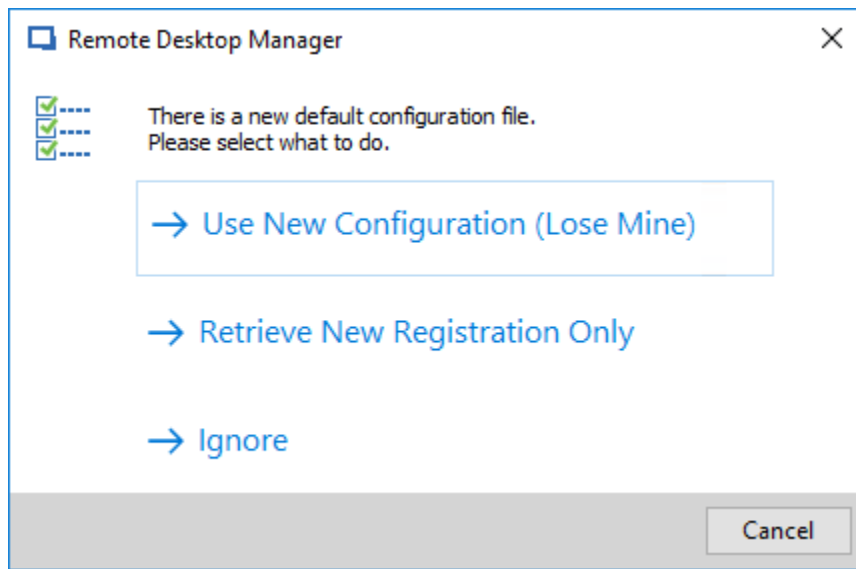 Remote Desktop Manager
There is a new default configuration file.
Please select what to do.
Use New Configuration (Lose Mine)
Retrieve New Registration Only
Ignore
Cancel